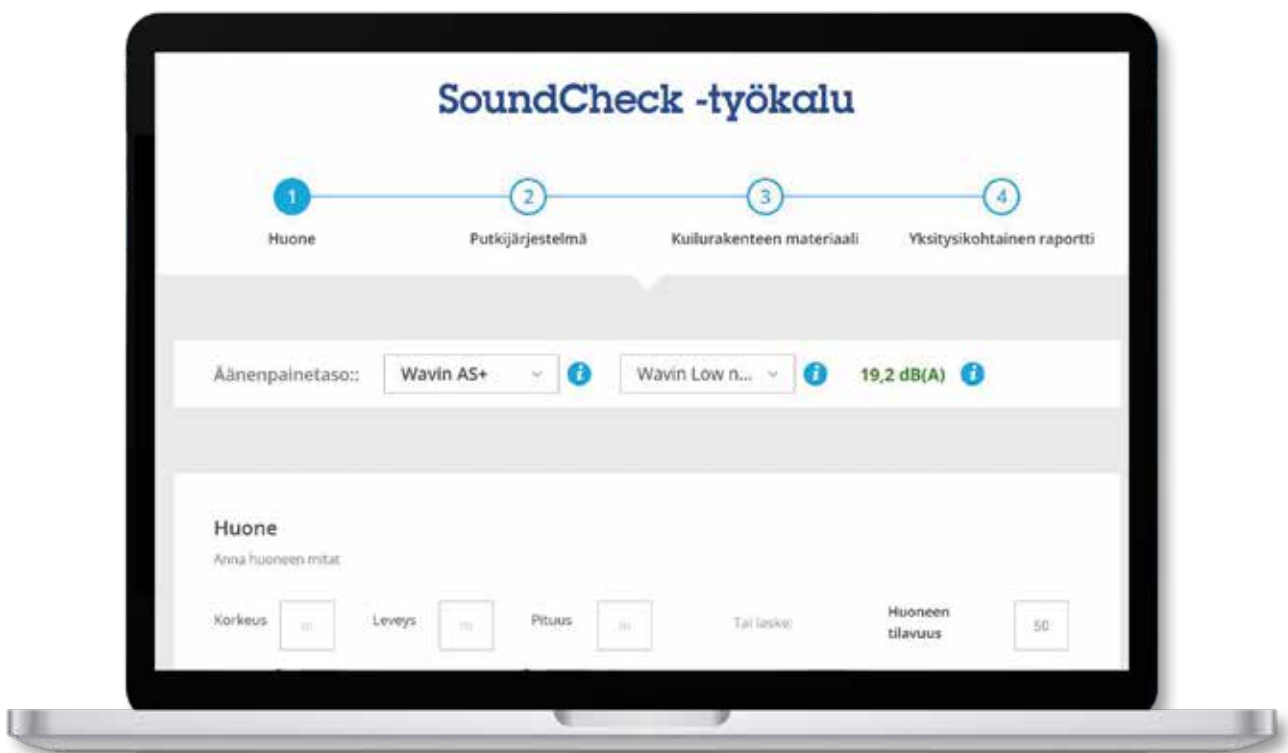 SoundCheck -työkalu
1 2 3 4
Huone Putkijärjestelmä Kuilurakenteen materiaali Yksitysikohtainen raportti
Äänenpainetaso:: Wavin AS+ i Wavin Low n... i 19,2 dB(A) i
Huone
Anna huoneen mitat
Korkeus m Leveys m Pituus m Tai laske: Huoneen
tilavuus 50